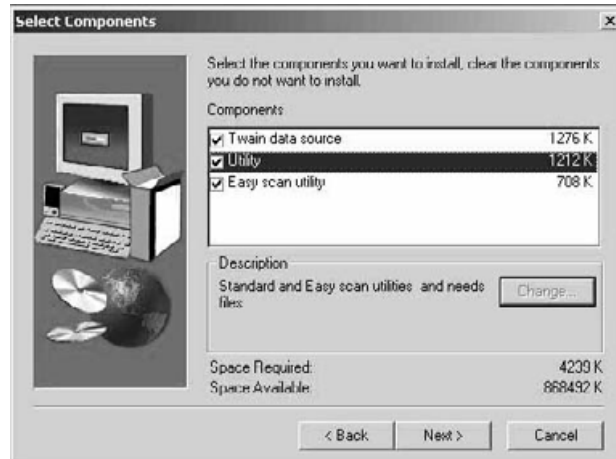 Select Components
Select the components you want to install, clear the components
you do not want to install.
Components
Twain data source 1276 K
Utility 1212 K
Easy scan utility 708 K
Description
Standard and Easy scan utilities and needs
files
Change...
Space Required: 4239 K
Space Available: 868492 K
< Back Next > Cancel